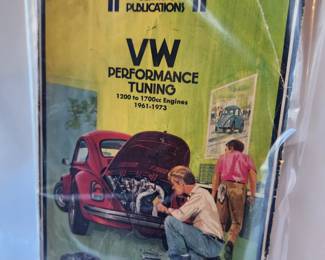 PUBLICATIONS
VW
PERFORMANCE
TUNING
1200 to 1700cc Engines
1961-1973